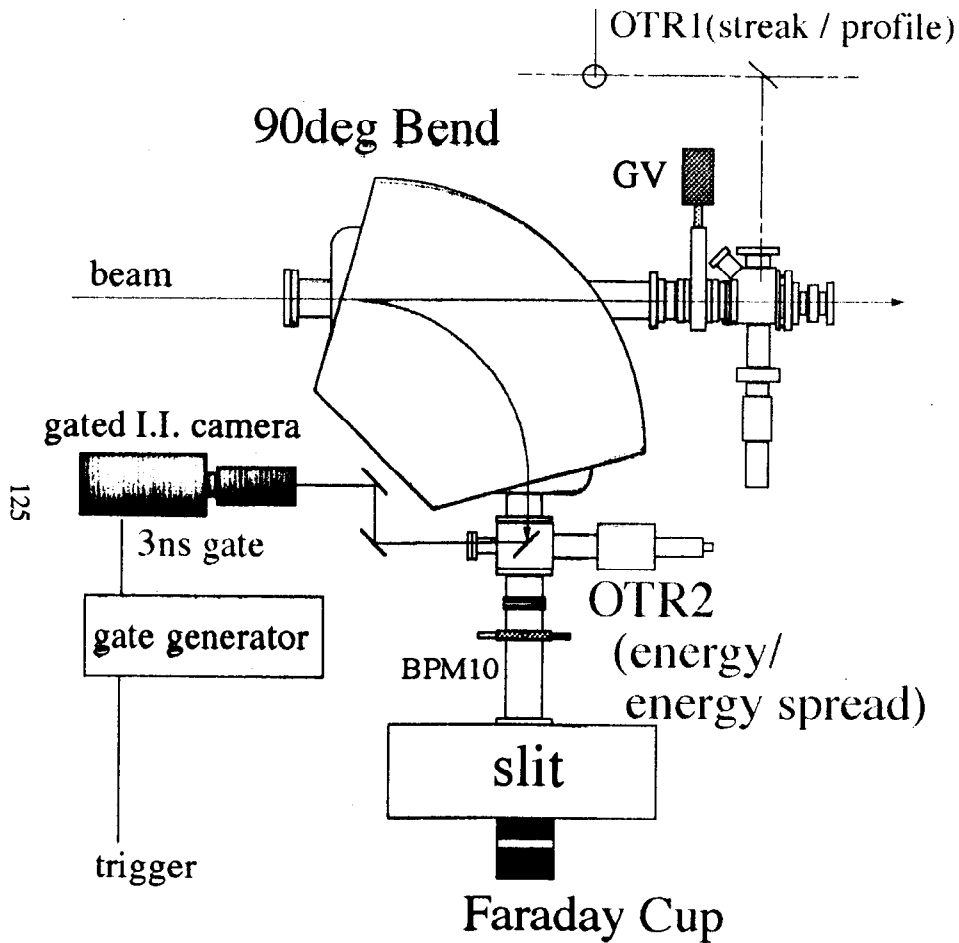 OTR1(streak / profile)
90deg Bend
GV
beam
gated I.I. camera
125
3ns gate
OTR2
gate generator
(energy/
BPM10
energy spread)
slit
trigger
Faraday Cup